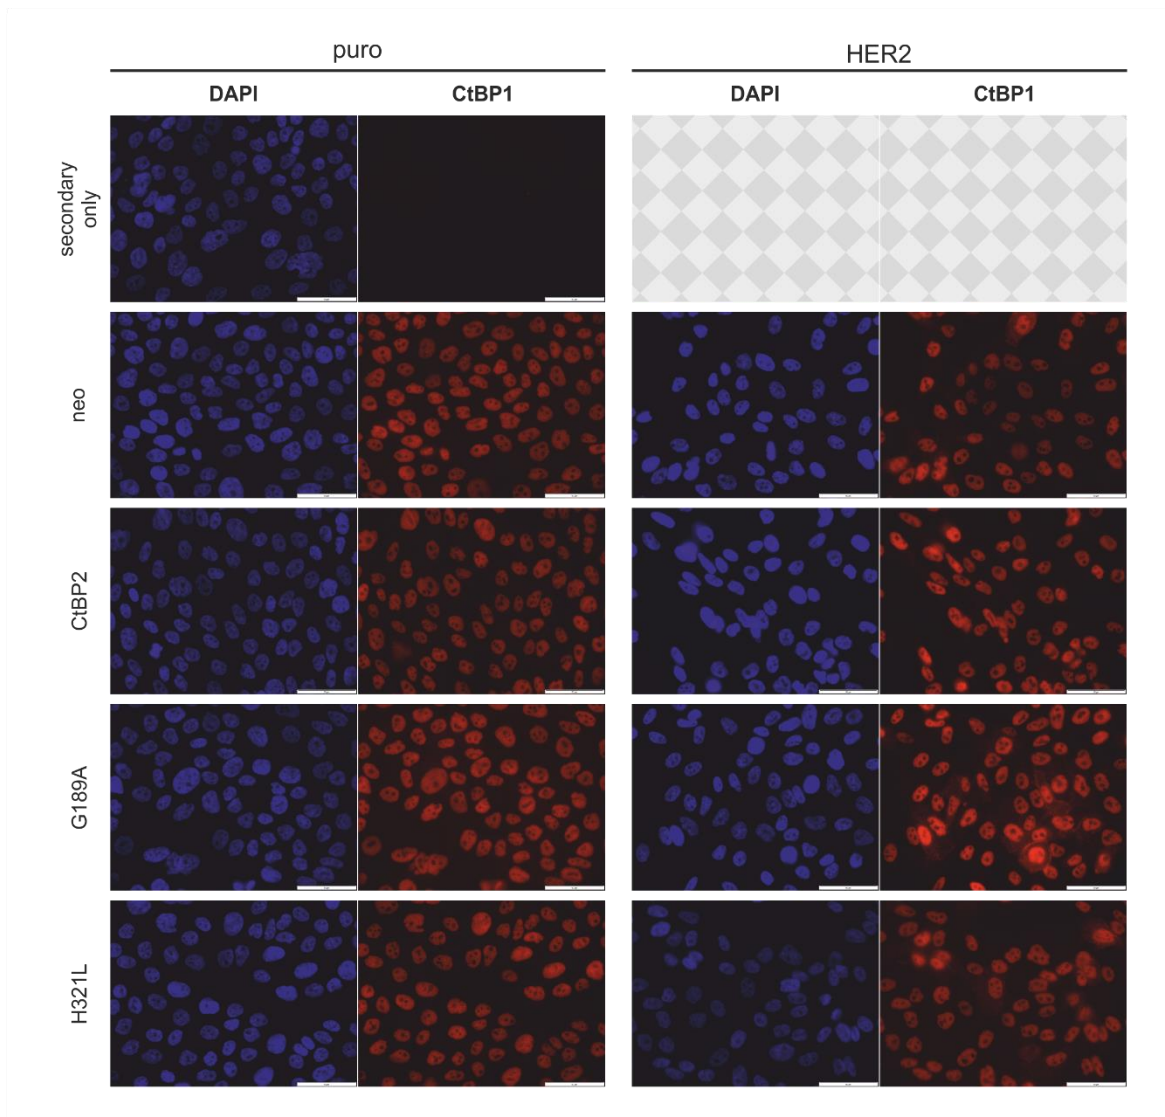 puro
HER2
DAPI
CtBP1
DAPI
CtBP1
secondary
only
neo
CtBP2
G189A
H321L